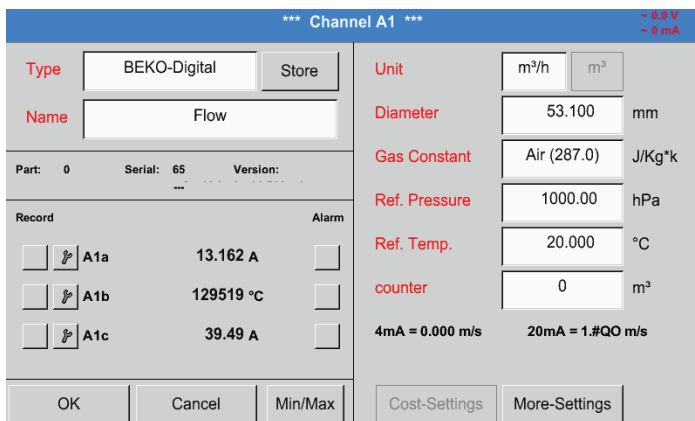 *** Channel A1 ***
~ 0.0 V
~ 0 mA
Type BEKO-Digital Store
Name Flow
Part: 0 Serial: 65 Version:
---
Record Alarm
A1a 13.162 A
A1b 129519 °C
A1c 39.49 A
OK Cancel Min/Max
Unit m³/h m³
Diameter 53.100 mm
Gas Constant Air (287.0) J/Kg*k
Ref. Pressure 1000.00 hPa
Ref. Temp. 20.000 °C
counter 0 m³
4mA = 0.000 m/s 20mA = 1.#QO m/s
Cost-Settings More-Settings